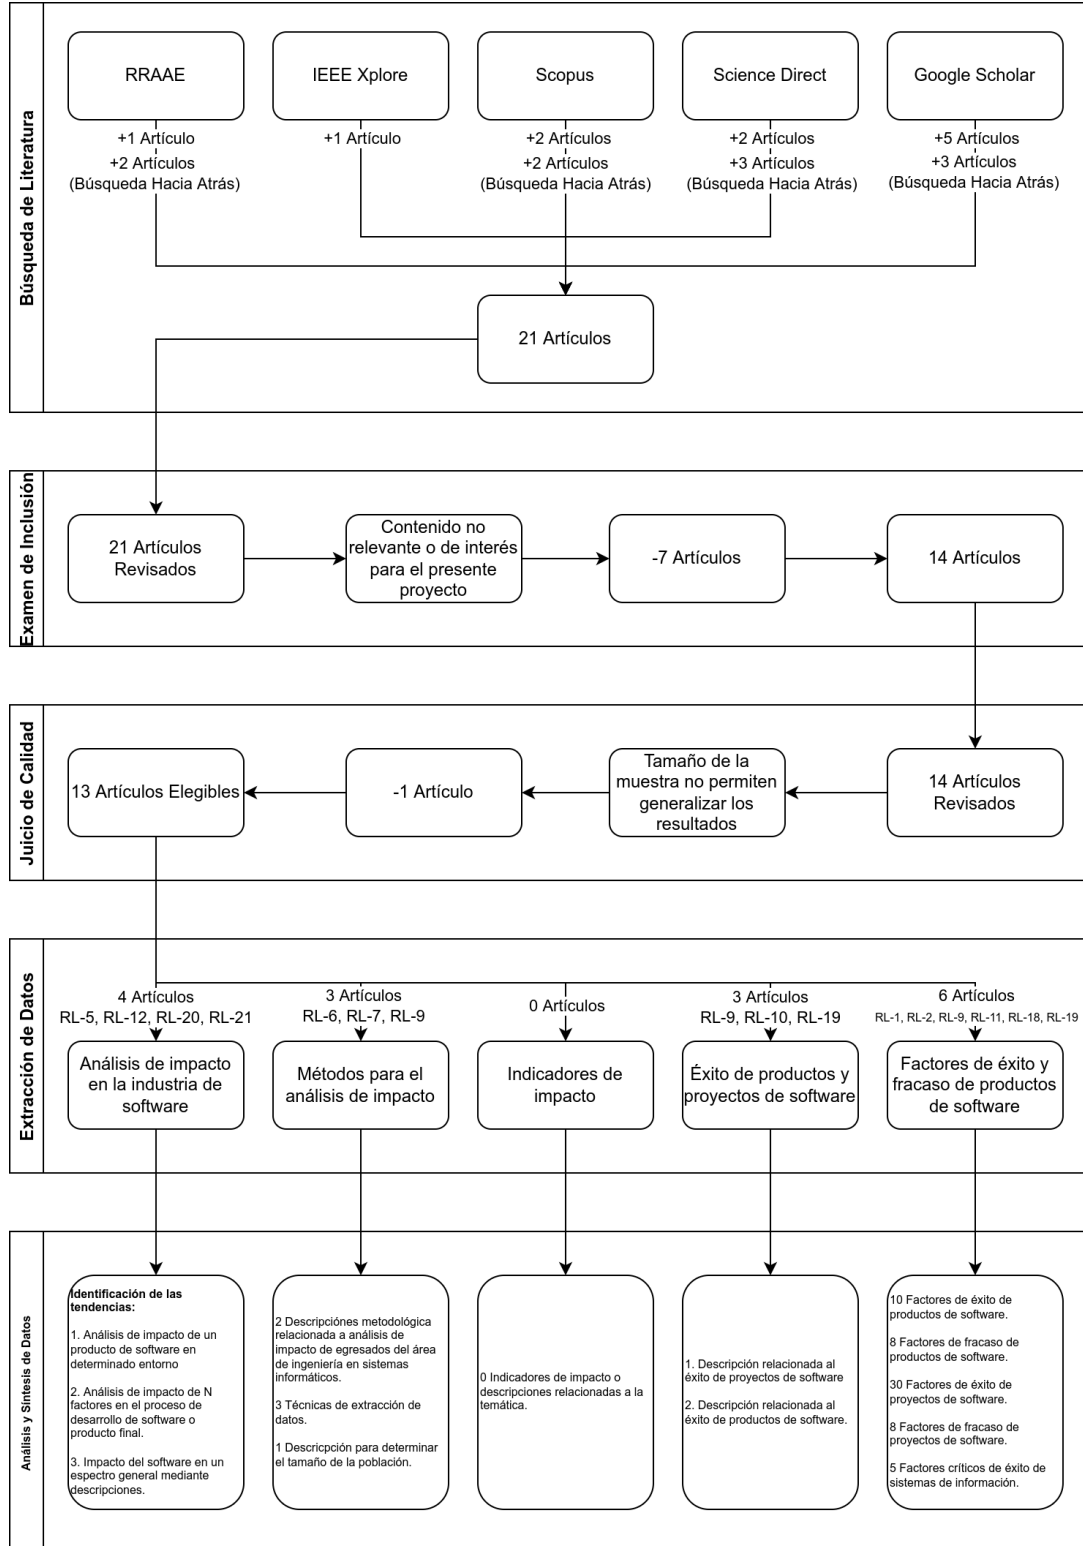 Búsqueda de Literatura
RRAAE
IEEE Xplore
Scopus
Science Direct
Google Scholar
+1 Artículo
+2 Artículos
(Búsqueda Hacia Atrás)
+1 Artículo
+2 Artículos
+2 Artículos
(Búsqueda Hacia Atrás)
+2 Artículos
+3 Artículos
(Búsqueda Hacia Atrás)
+5 Artículos
+3 Artículos
(Búsqueda Hacia Atrás)
21 Artículos
Examen de Inclusión
21 Artículos
Revisados
Contenido no
relevante o de interés
para el presente
proyecto
-7 Artículos
14 Artículos
Juicio de Calidad
13 Artículos Elegibles
-1 Artículo
Tamaño de la
muestra no permiten
generalizar los
resultados
14 Artículos
Revisados
Extracción de Datos
4 Artículos
RL-5, RL-12, RL-20, RL-21
3 Artículos
RL-6, RL-7, RL-9
0 Artículos
3 Artículos
RL-9, RL-10, RL-19
6 Artículos
RL-1, RL-2, RL-9, RL-11, RL-18, RL-19
Análisis de impacto
en la industria de
software
Métodos para el
análisis de impacto
Indicadores de
impacto
Éxito de productos y
proyectos de software
Factores de éxito y
fracaso de productos
de software
Análisis y Síntesis de Datos
Identificación de las
tendencias:
1. Análisis de impacto de un
producto de software en
determinado entorno
2. Análisis de impacto de N
factores en el proceso de
desarrollo de software o
producto final.
3. Impacto del software en un
espectro general mediante
descripciones.
2 Descripciónes metodológica
relacionada a análisis de
impacto de egresados del área
de ingeniería en sistemas
informáticos.
3 Técnicas de extracción de
datos.
1 Descricpción para determinar
el tamaño de la población.
0 Indicadores de impacto o
descripciones relacionadas a la
temática.
1. Descripción relacionada al
éxito de proyectos de software
2. Descripción relacionada al
éxito de productos de software.
10 Factores de éxito de
productos de software.
8 Factores de fracaso de
productos de software.
30 Factores de éxito de
proyectos de software.
8 Factores de fracaso de
proyectos de software.
5 Factores críticos de éxito de
sistemas de información.